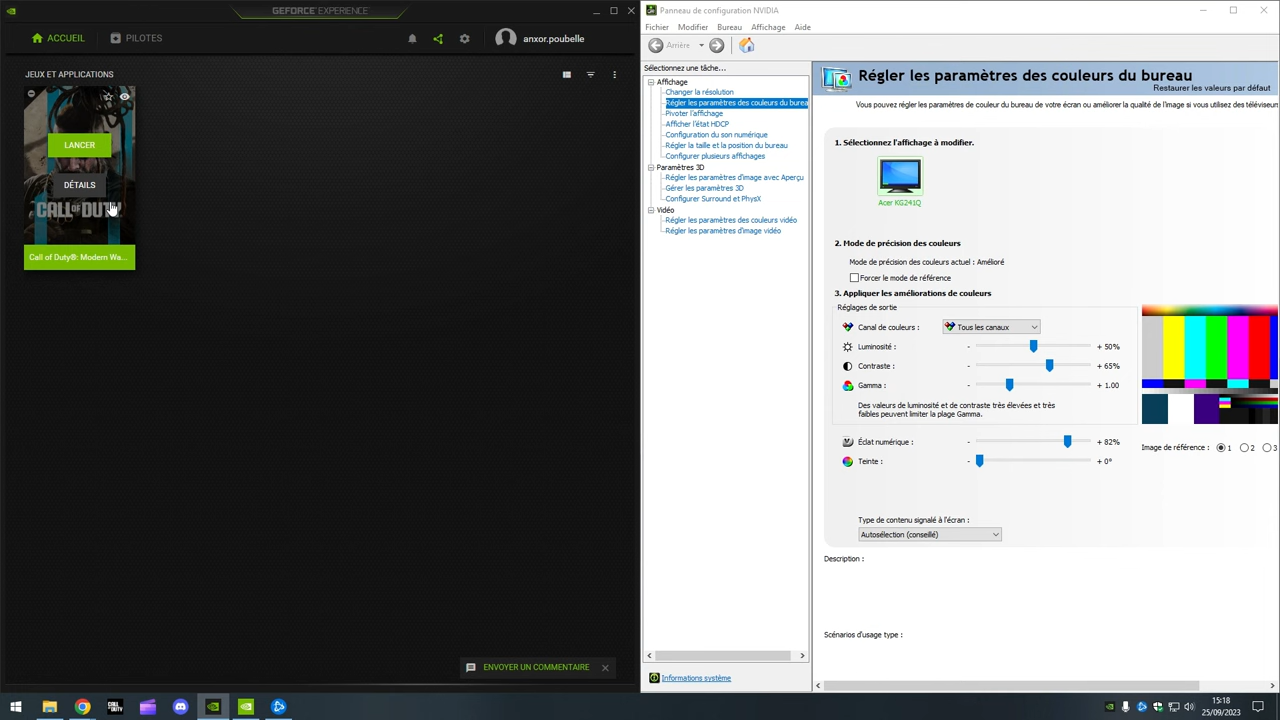 GEFORCE EXPERIENCE
ACCUEIL
PILOTES
anxor.poubelle
JEUX ET APPLICATIONS
LANCER
DÉTAILS
Call of Duty®: Modern Wa...
ENVOYER UN COMMENTAIRE
Panneau de configuration NVIDIA
Fichier Modifier Bureau Affichage Aide
Arrière
Sélectionnez une tâche...
Affichage
Changer la résolution
Régler les paramètres des couleurs du burea
Pivoter l'affichage
Afficher l'état HDCP
Configuration du son numérique
Régler la taille et la position du bureau
Configurer plusieurs affichages
Paramètres 3D
Régler les paramètres d'image avec Aperçu
Gérer les paramètres 3D
Configurer Surround et PhysX
Vidéo
Régler les paramètres des couleurs vidéo
Régler les paramètres d'image vidéo
Informations système
Régler les paramètres des couleurs du bureau
Restaurer les valeurs par défaut
Vous pouvez régler les paramètres de couleur du bureau de votre écran ou améliorer la qualité de l'image si vous utilisez des téléviseur
1. Sélectionnez l'affichage à modifier.
Acer KG241Q
2. Mode de précision des couleurs
Mode de précision des couleurs actuel : Amélioré
Forcer le mode de référence
3. Appliquer les améliorations de couleurs
Réglages de sortie
Canal de couleurs : Tous les canaux
Luminosité : - + 50%
Contraste : - + 65%
Gamma : - + 1.00
Des valeurs de luminosité et de contraste très élevées et très
faibles peuvent limiter la plage Gamma.
Éclat numérique : - + 82%
Teinte : - + 0°
Image de référence : 1 2 3
Type de contenu signalé à l'écran :
Autosélection (conseillé)
Description :
Scénarios d'usage type :
CALL
DUTY
15:18
25/09/2023